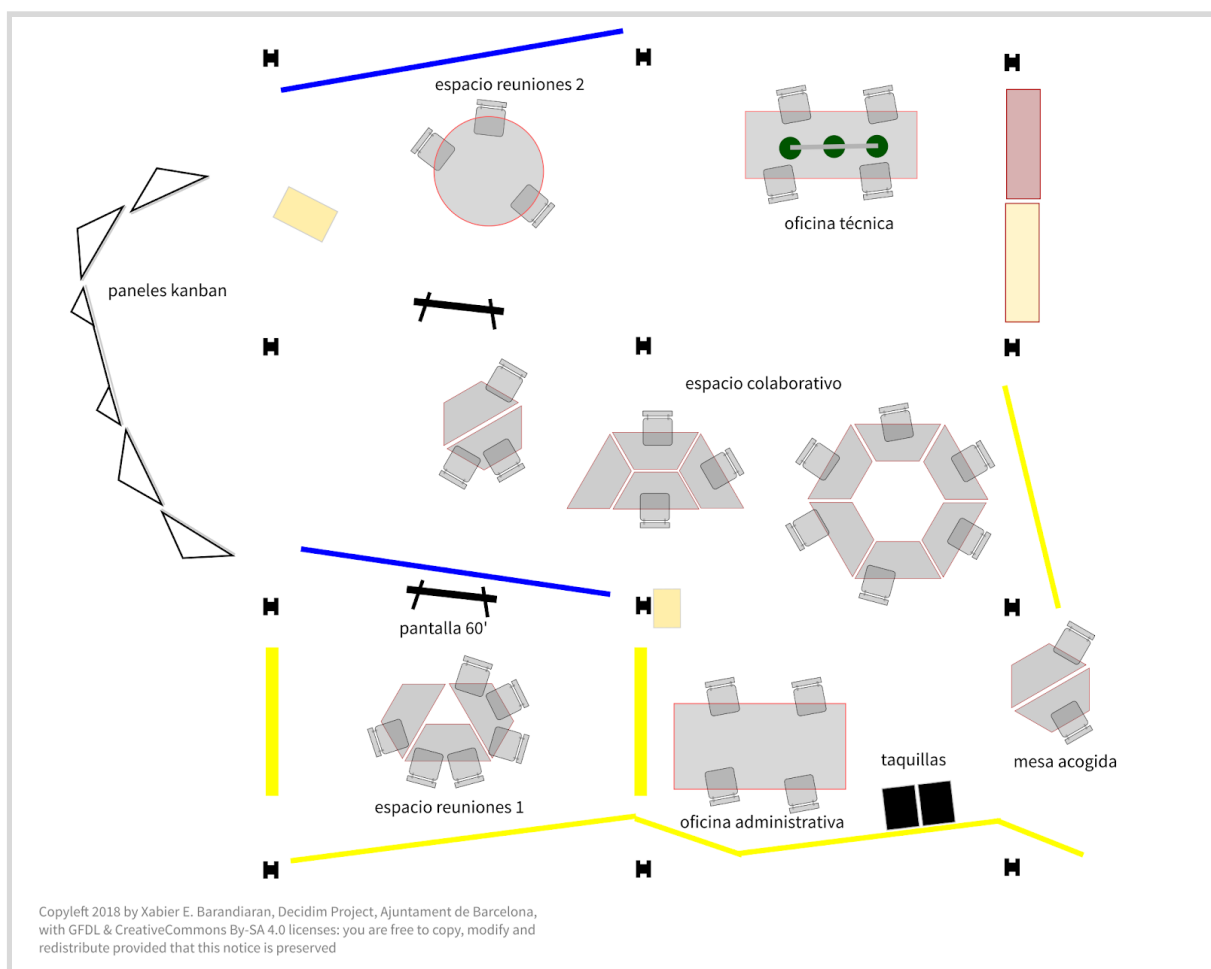 espacio reuniones 2
oficina técnica
paneles kanban
espacio colaborativo
pantalla 60'
espacio reuniones 1
oficina administrativa
taquillas
mesa acogida
Copyleft 2018 by Xabier E. Barandiaran, Decidim Project, Ajuntament de Barcelona,
with GFDL & CreativeCommons By-SA 4.0 licenses: you are free to copy, modify and
redistribute provided that this notice is preserved